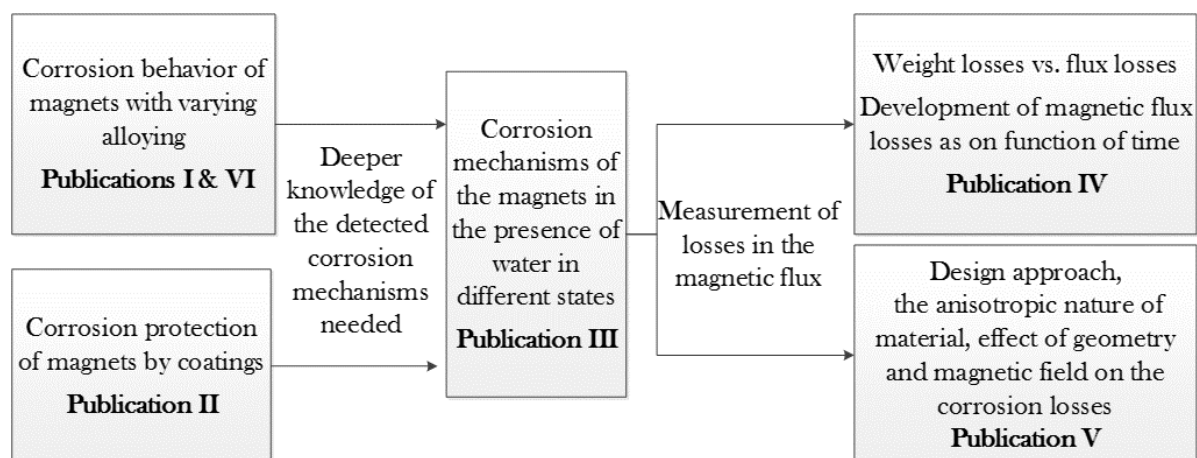 Corrosion behavior of
magnets with varying
alloying
Publications I & VI
Corrosion protection
of magnets by coatings
Publication II
Deeper
knowledge of
the detected
corrosion
mechanisms
needed
Corrosion
mechanisms of
the magnets in
the presence of
water in
different states
Publication III
Measurement of
losses in the
magnetic flux
Weight losses vs. flux losses
Development of magnetic flux
losses as on function of time
Publication IV
Design approach,
the anisotropic nature of
material, effect of geometry
and magnetic field on the
corrosion losses
Publication V